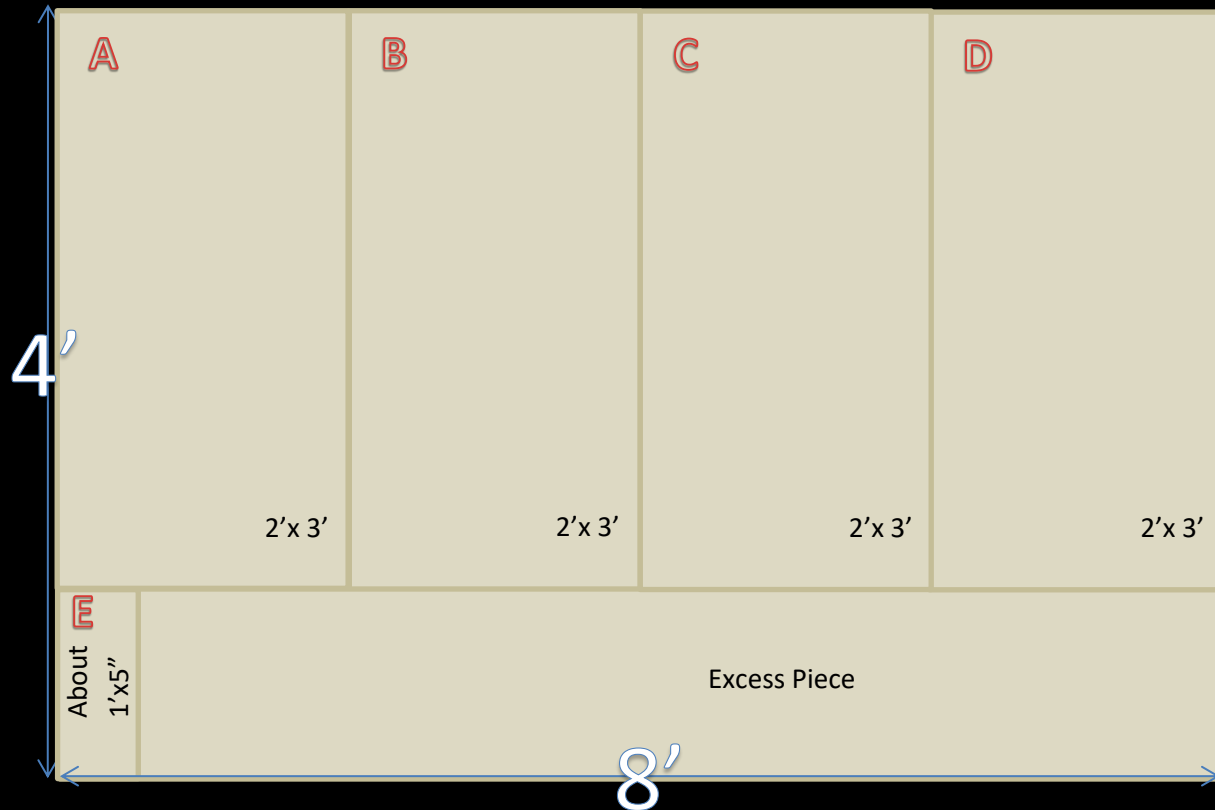 A
B
C
D
4’
2’x 3’
2’x 3’
2’x 3’
2’x 3’
E
About
1’x5”
Excess Piece
8’